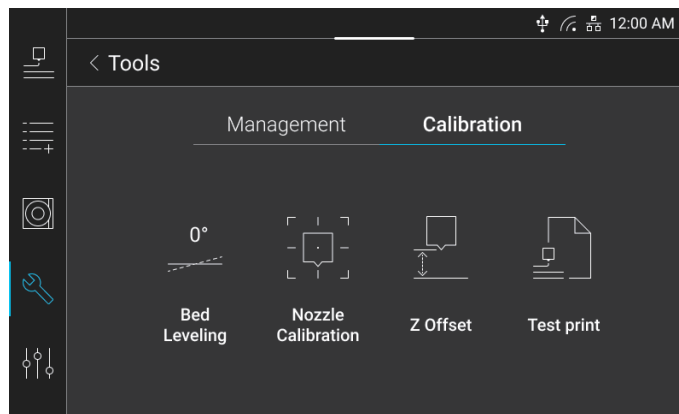 12:00 AM
Tools
Management
Calibration
0°
Bed
Leveling
Nozzle
Calibration
Z Offset
Test print